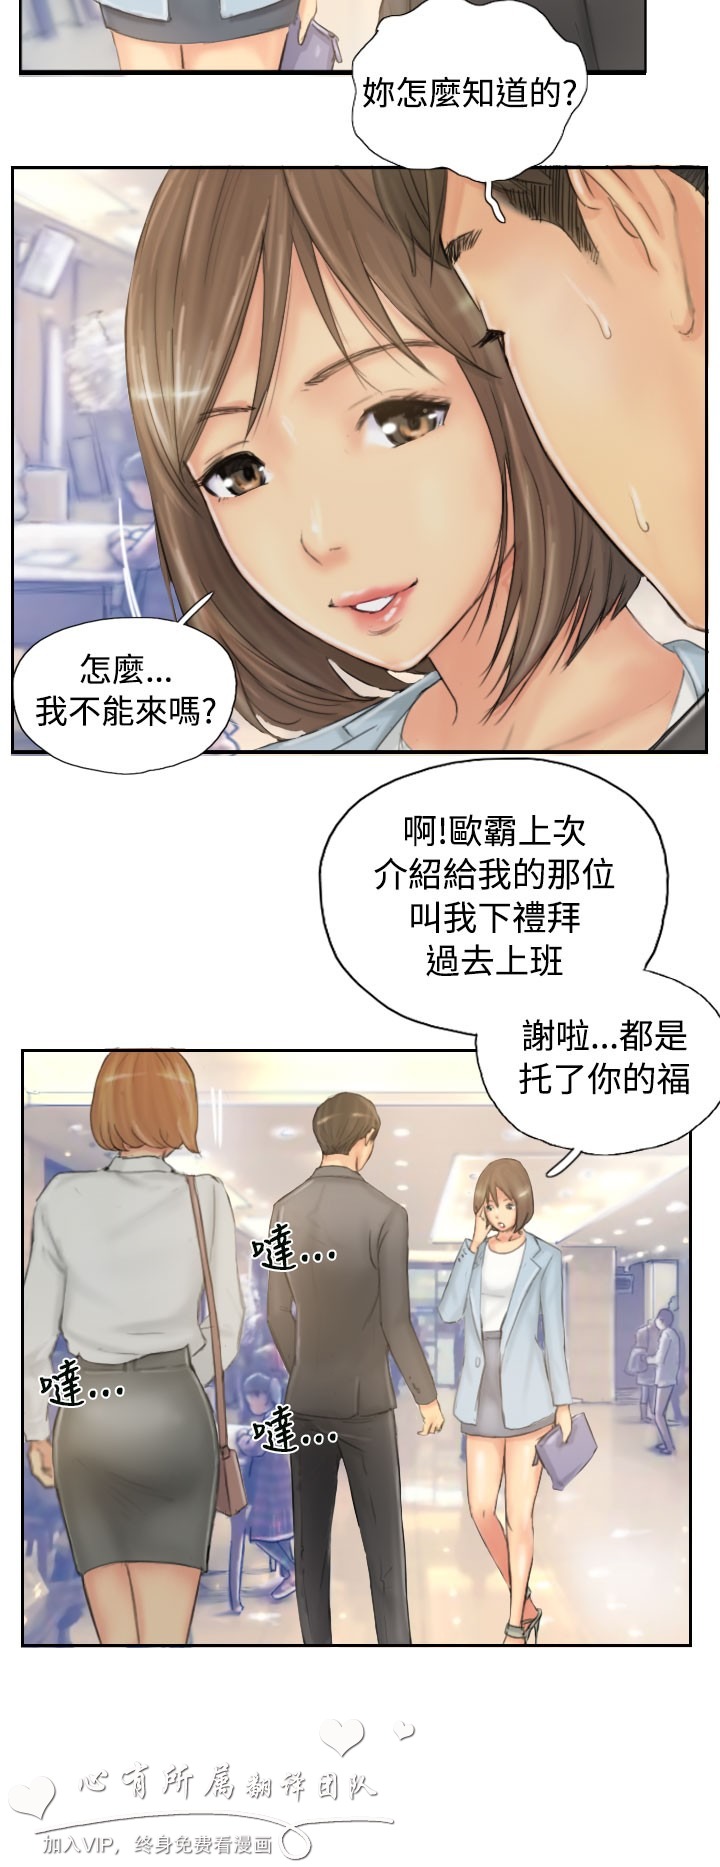 妳怎麼知道的?
怎麼...
我不能來嗎?
啊!歐霸上次
介紹給我的那位
叫我下禮拜
過去上班
謝啦...都是
托了你的福
噠...
噠...
噠...
心有所属翻译团队
加入VIP，终身免费看漫画